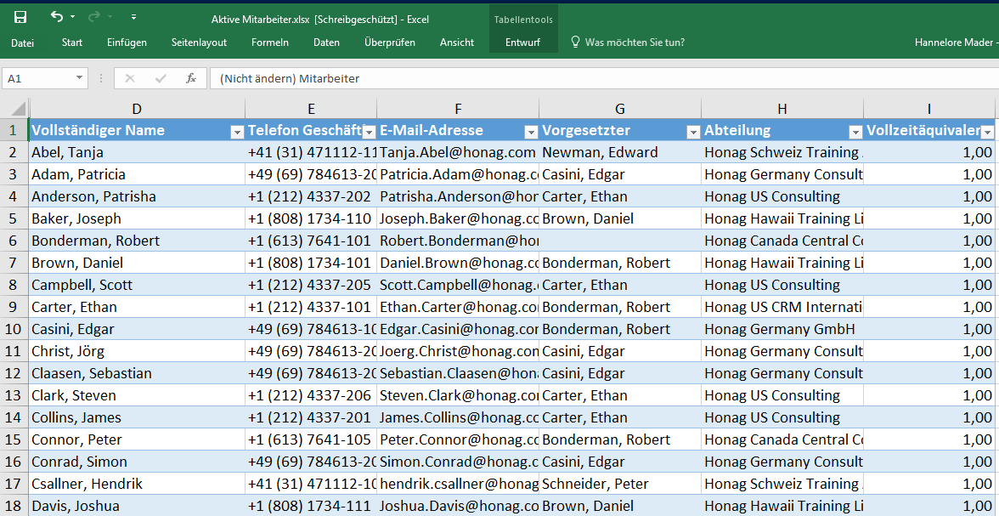 Aktive Mitarbeiter.xlsx [Schreibgeschützt] - Excel
Tabellentools
Datei Start Einfügen Seitenlayout Formeln Daten Überprüfen Ansicht Entwurf Was möchten Sie tun? Hannelore Mader -
A1 fx (Nicht ändern) Mitarbeiter
D E F G H I
1 Vollständiger Name Telefon Geschäft E-Mail-Adresse Vorgesetzter Abteilung Vollzeitäquivaler
2 Abel, Tanja +41 (31) 471112-11 Tanja.Abel@honag.com Newman, Edward Honag Schweiz Training 1,00
3 Adam, Patricia +49 (69) 784613-20 Patricia.Adam@honag.c Casini, Edgar Honag Germany Consult 1,00
4 Anderson, Patrisha +1 (212) 4337-202 Patrisha.Anderson@hor Carter, Ethan Honag US Consulting 1,00
5 Baker, Joseph +1 (808) 1734-110 Joseph.Baker@honag.cc Brown, Daniel Honag Hawaii Training Li 1,00
6 Bonderman, Robert +1 (613) 7641-101 Robert.Bonderman@hor Honag Canada Central Co 1,00
7 Brown, Daniel +1 (808) 1734-101 Daniel.Brown@honag.cc Bonderman, Robert Honag Hawaii Training Li 1,00
8 Campbell, Scott +1 (212) 4337-205 Scott.Campbell@honag. Carter, Ethan Honag US Consulting 1,00
9 Carter, Ethan +1 (212) 4337-101 Ethan.Carter@honag.co Bonderman, Robert Honag US CRM Internati 1,00
10 Casini, Edgar +49 (69) 784613-10 Edgar.Casini@honag.cor Bonderman, Robert Honag Germany GmbH 1,00
11 Christ, Jörg +49 (69) 784613-20 Joerg.Christ@honag.con Casini, Edgar Honag Germany Consult 1,00
12 Claasen, Sebastian +49 (69) 784613-20 Sebastian.Claasen@hon Casini, Edgar Honag Germany Consult 1,00
13 Clark, Steven +1 (212) 4337-206 Steven.Clark@honag.co Carter, Ethan Honag US Consulting 1,00
14 Collins, James +1 (212) 4337-201 James.Collins@honag.cc Carter, Ethan Honag US Consulting 1,00
15 Connor, Peter +1 (613) 7641-105 Peter.Connor@honag.cc Bonderman, Robert Honag Canada Central Co 1,00
16 Conrad, Simon +49 (69) 784613-20 Simon.Conrad@honag.c Casini, Edgar Honag Germany Consult 1,00
17 Csallner, Hendrik +41 (31) 471112-10 hendrik.csallner@honag Schneider, Peter Honag Schweiz Training 1,00
18 Davis, Joshua +1 (808) 1734-111 Joshua.Davis@honag.co Brown, Daniel Honag Hawaii Training Li 1,00